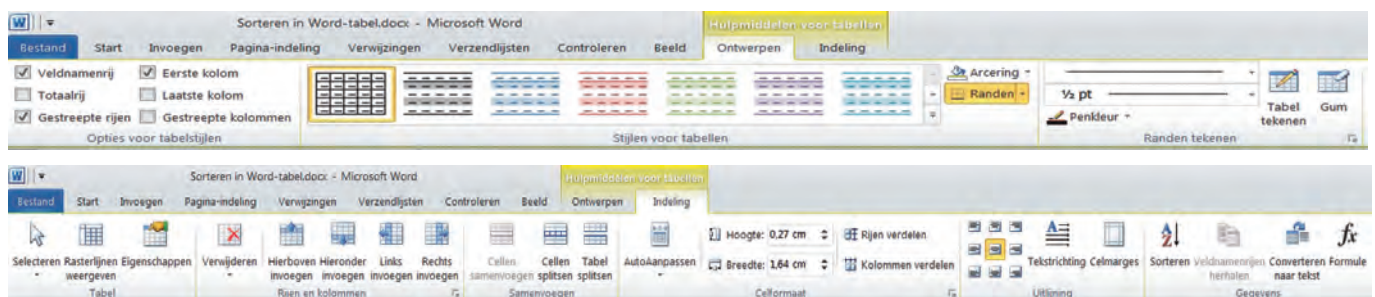 Sorteren in Word-tabel.docx - Microsoft Word Hulpmiddelen voor tabellen
Bestand Start Invoegen Pagina-indeling Verwijzingen Verzendlijsten Controleren Beeld Ontwerpen Indeling
Veldnamenrij Eerste kolom Arcering
Totaalrij Laatste kolom Randen ½ pt
Gestreepte rijen Gestreepte kolommen Penkleur Tabel tekenen Gum
Opties voor tabelstijlen Stijlen voor tabellen Randen tekenen
Sorteren in Word-tabel.docx - Microsoft Word Hulpmiddelen voor tabellen
Bestand Start Invoegen Pagina-indeling Verwijzingen Verzendlijsten Controleren Beeld Ontwerpen Indeling
Hoogte: 0,27 cm Rijen verdelen
Selecteren Rasterlijnen weergeven Eigenschappen Verwijderen Hierboven invoegen Hieronder invoegen Links invoegen Rechts invoegen Cellen samenvoegen Cellen splitsen Tabel splitsen AutoAanpassen Breedte: 1,64 cm Kolommen verdelen Tekstrichting Celmarges Sorteren Veldnamenrijen herhalen Converteren naar tekst fx Formule
Tabel Rijen en kolommen Samenvoegen Celformaat Uitlijning Gegevens